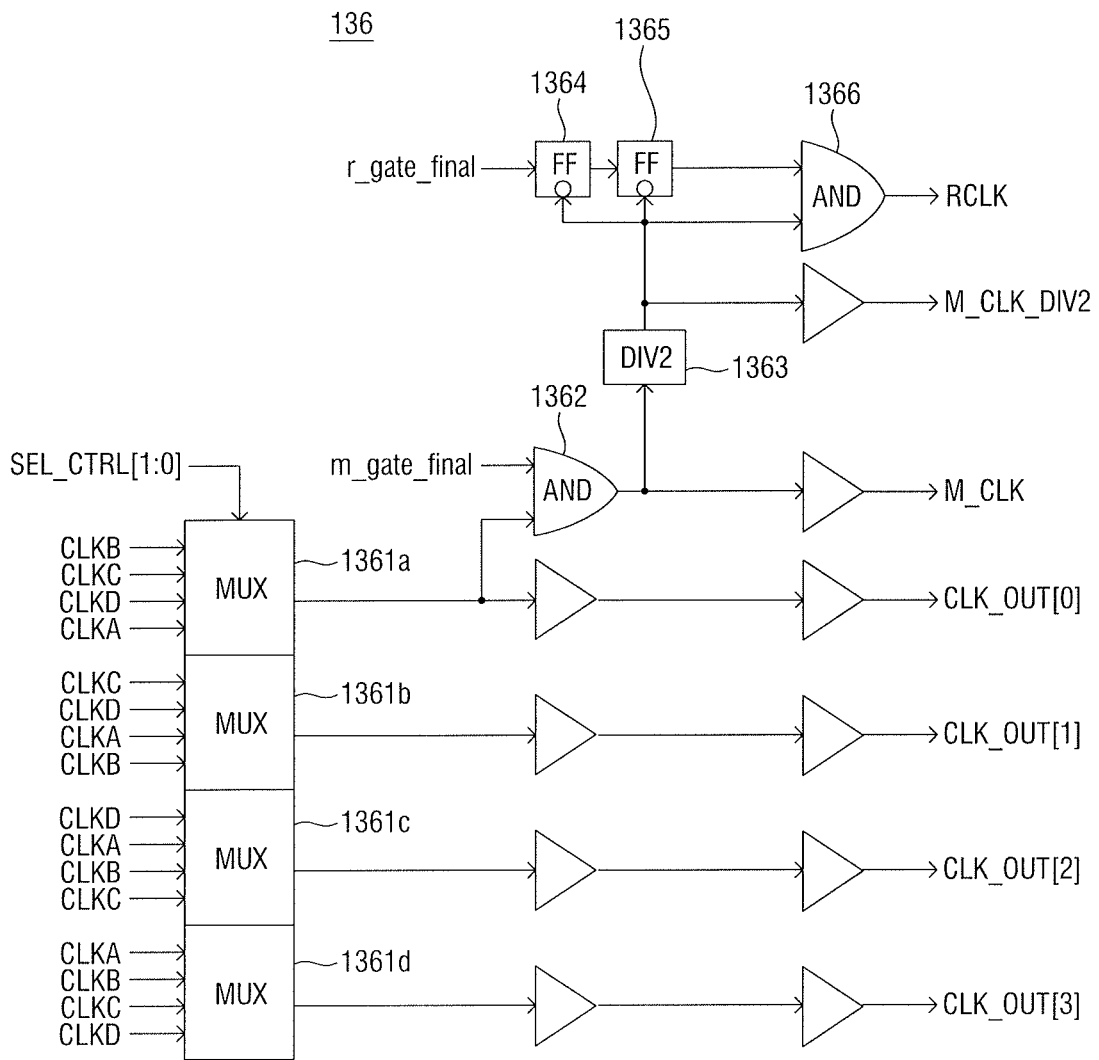 136
1365
1364
1366
r_gate_final
FF
FF
AND
RCLK
M_CLK_DIV2
DIV2
1363
1362
SEL_CTRL[1:0]
m_gate_final
AND
M_CLK
CLKB
CLKC
CLKD
CLKA
MUX
1361a
CLK_OUT[0]
CLKC
CLKD
CLKA
CLKB
MUX
1361b
CLK_OUT[1]
CLKD
CLKA
CLKB
CLKC
MUX
1361c
CLK_OUT[2]
CLKA
CLKB
CLKC
CLKD
MUX
1361d
CLK_OUT[3]